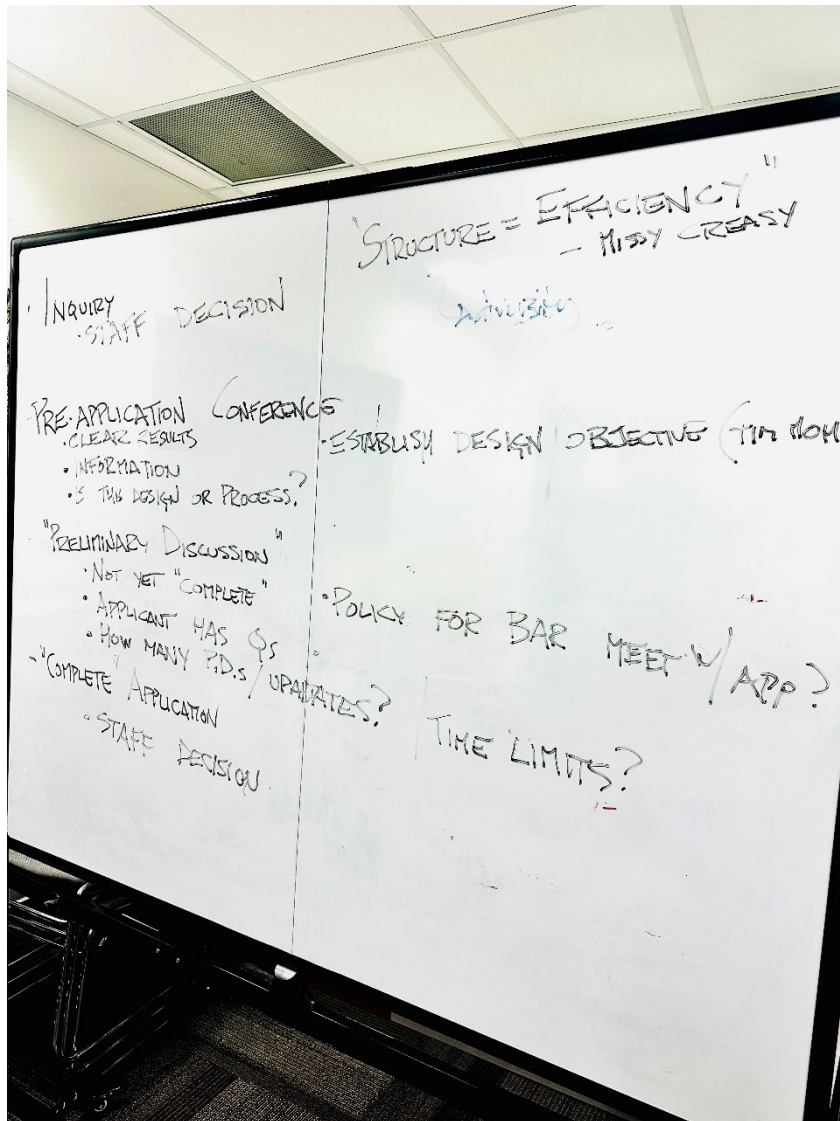 "STRUCTURE = EFFICIENCY"
- MISSY CREASY
· INQUIRY
· STAFF DECISION
PRE-APPLICATION CONFERENCE
· CLEAR RESULTS
· INFORMATION
· IS THIS DESIGN OR PROCESS?
· ESTABLISH DESIGN OBJECTIVE (TIM MOH
"PRELIMINARY DISCUSSION"
· NOT YET "COMPLETE"
· APPLICANT HAS QS
· HOW MANY P.D.s/UPDATES?
· POLICY FOR BAR MEET W/ APP?
- "COMPLETE" APPLICATION
· STAFF DECISION
TIME LIMITS?